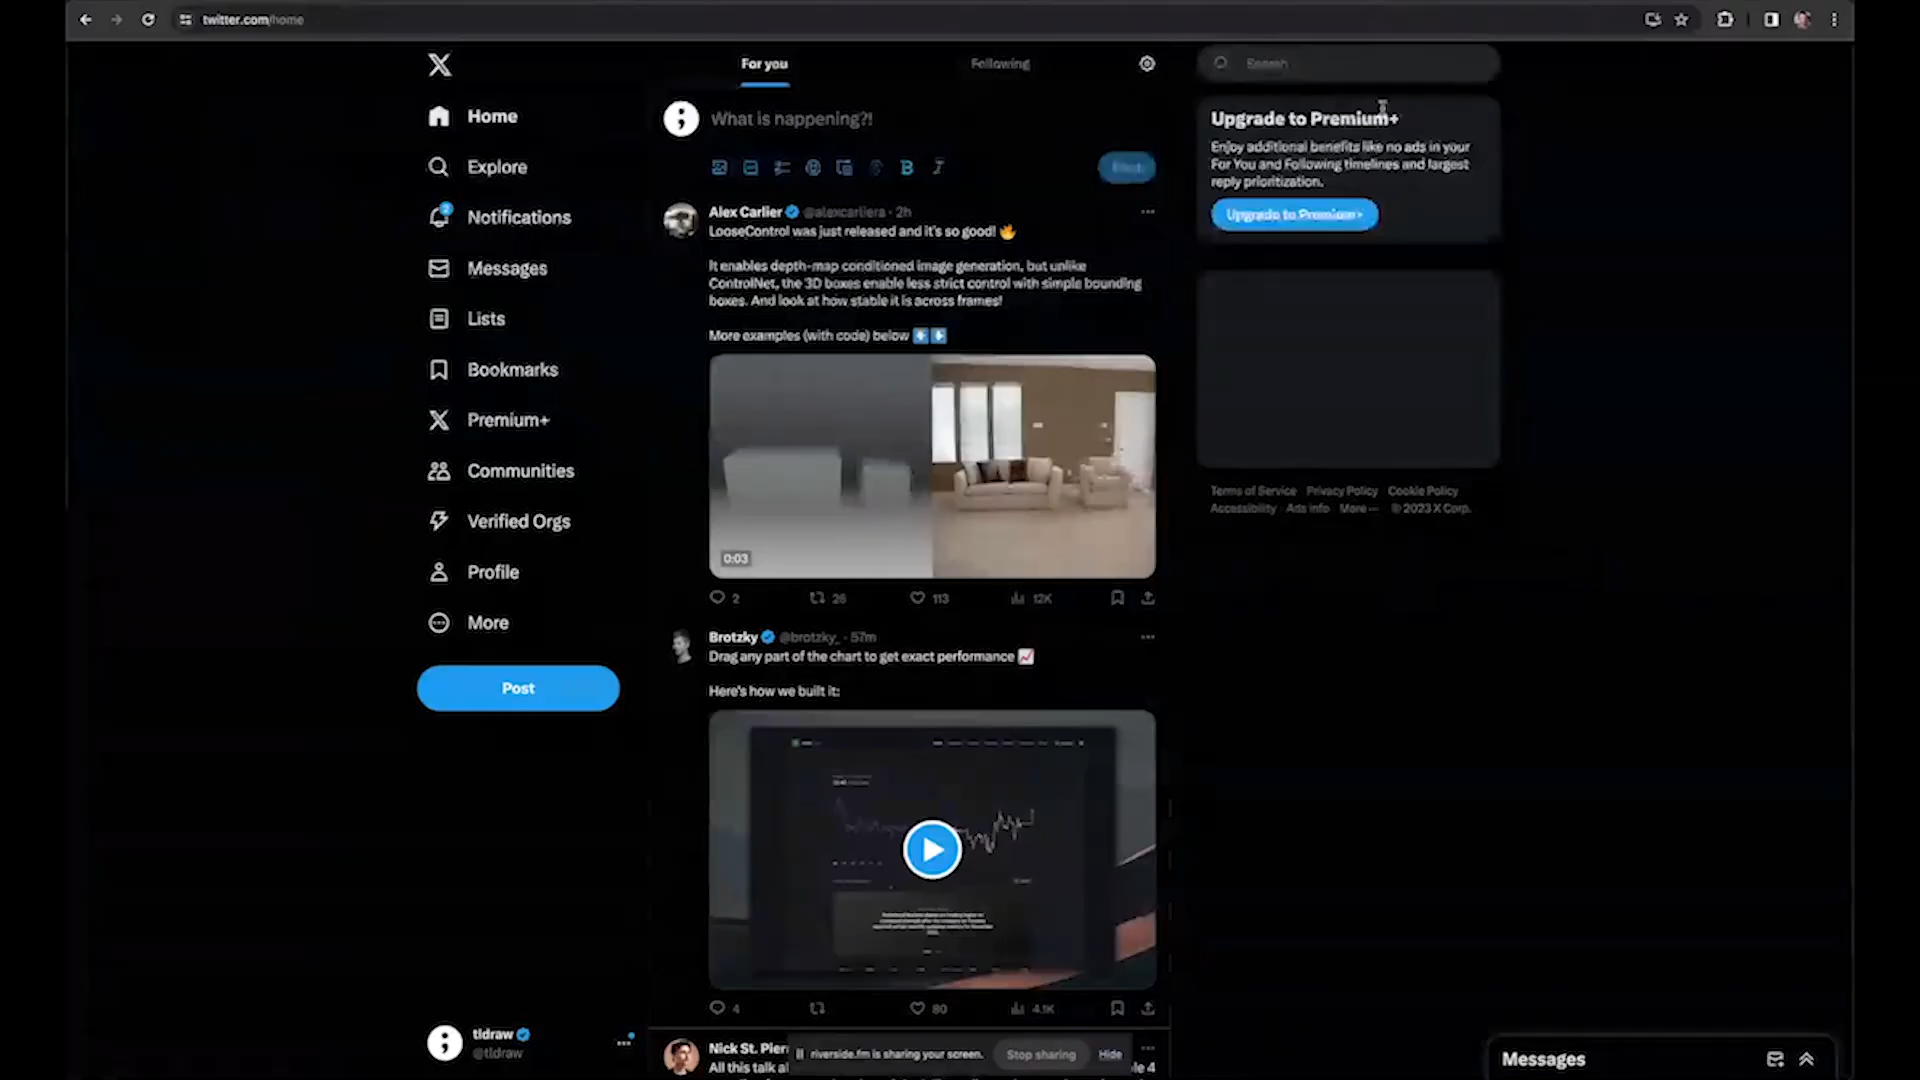 twitter.com/home
For you
Following
Search
Home
Explore
Notifications
Messages
Lists
Bookmarks
Premium+
Communities
Verified Orgs
Profile
More
Post
tldraw
@tldraw
What is happening?!
Post
Alex Carlier @alexcarliera · 2h
LooseControl was just released and it's so good! 🔥
It enables depth-map conditioned image generation, but unlike
ControlNet, the 3D boxes enable less strict control with simple bounding
boxes. And look at how stable it is across frames!
More examples (with code) below ⬇️⬇️
0:03
2 26 113 12K
Brotzky @brotzky_ · 57m
Drag any part of the chart to get exact performance 📈
Here's how we built it:
4 80 4.1K
Nick St. Pier
All this talk a
le 4
riverside.fm is sharing your screen.
Stop sharing
Hide
Upgrade to Premium+
Enjoy additional benefits like no ads in your
For You and Following timelines and largest
reply prioritization.
Upgrade to Premium+
Terms of Service Privacy Policy Cookie Policy
Accessibility Ads info More ··· © 2023 X Corp.
Messages